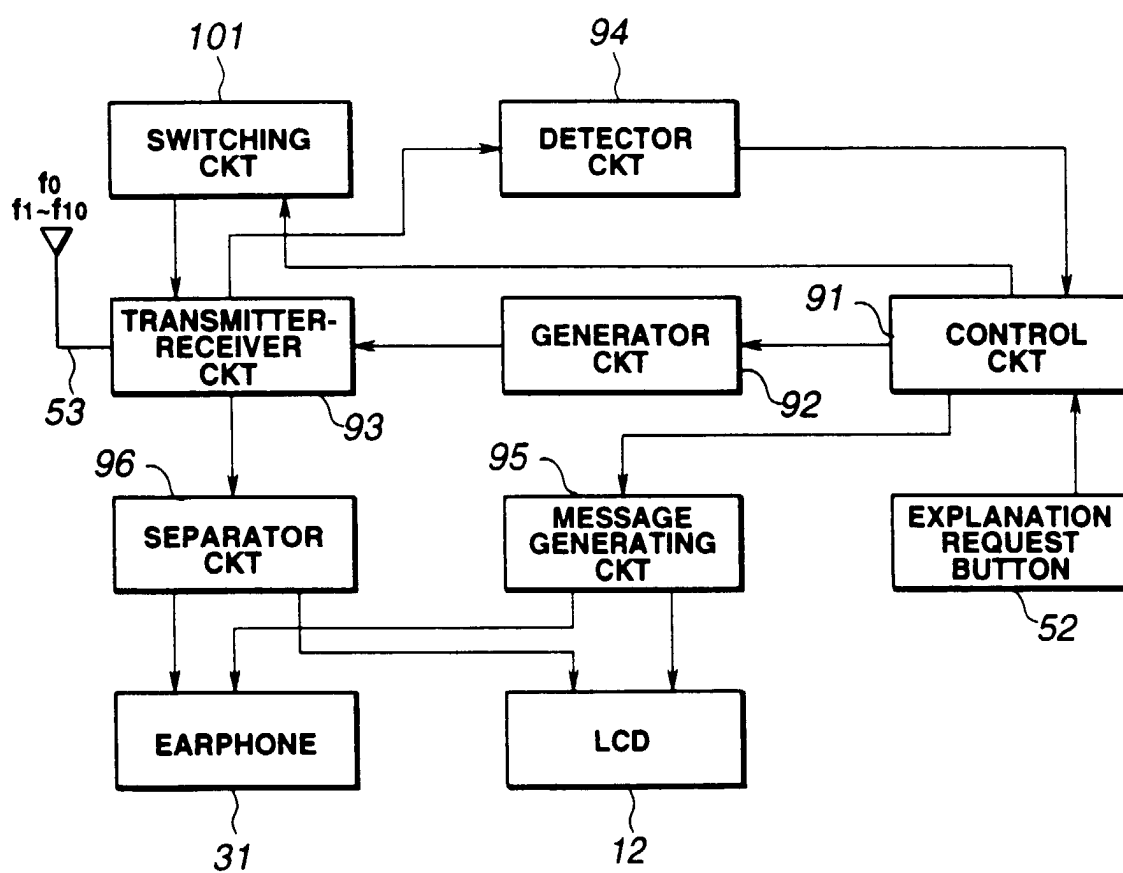 101
94
SWITCHING
CKT
DETECTOR
CKT
f0
f1~f10
91
TRANSMITTER-
RECEIVER
CKT
GENERATOR
CKT
CONTROL
CKT
53
93
92
96
95
SEPARATOR
CKT
MESSAGE
GENERATING
CKT
EXPLANATION
REQUEST
BUTTON
52
EARPHONE
LCD
31
12